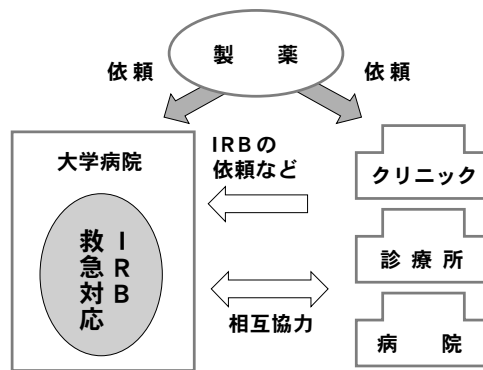 製　薬
依頼
依頼
大学病院
IRB
救急対応
IRBの
依頼など
相互協力
クリニック
診療所
病　院